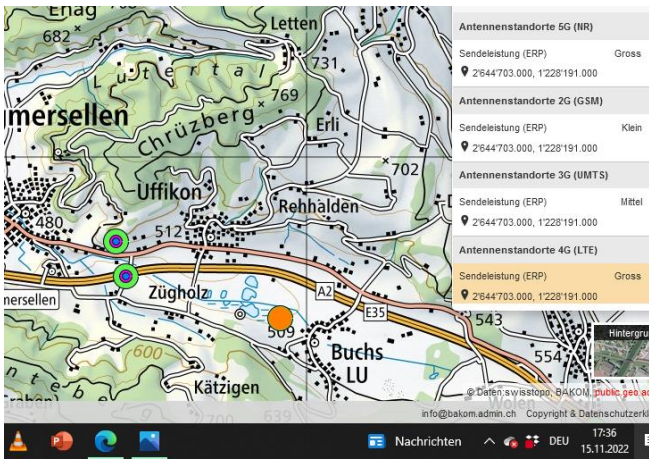 Letten
682
731
Lutertal
769
mersellen
Chrüzberg
Erli
702
Uffikon
Rehhalden
480
512
A2
E35
mersellen
Zügholz
509
543
Buchs
LU
554
600
Kätzigen
700
639
Wolen
Antennenstandorte 5G (NR)
Sendeleistung (ERP) Gross
2'644'703.000, 1'228'191.000
Antennenstandorte 2G (GSM)
Sendeleistung (ERP) Klein
2'644'703.000, 1'228'191.000
Antennenstandorte 3G (UMTS)
Sendeleistung (ERP) Mittel
2'644'703.000, 1'228'191.000
Antennenstandorte 4G (LTE)
Sendeleistung (ERP) Gross
2'644'703.000, 1'228'191.000
Hintergru
© Daten:swisstopo, BAKOM, public.geo.ad
info@bakom.admin.ch Copyright & Datenschutzerkl
Nachrichten
DEU
17:36
15.11.2022